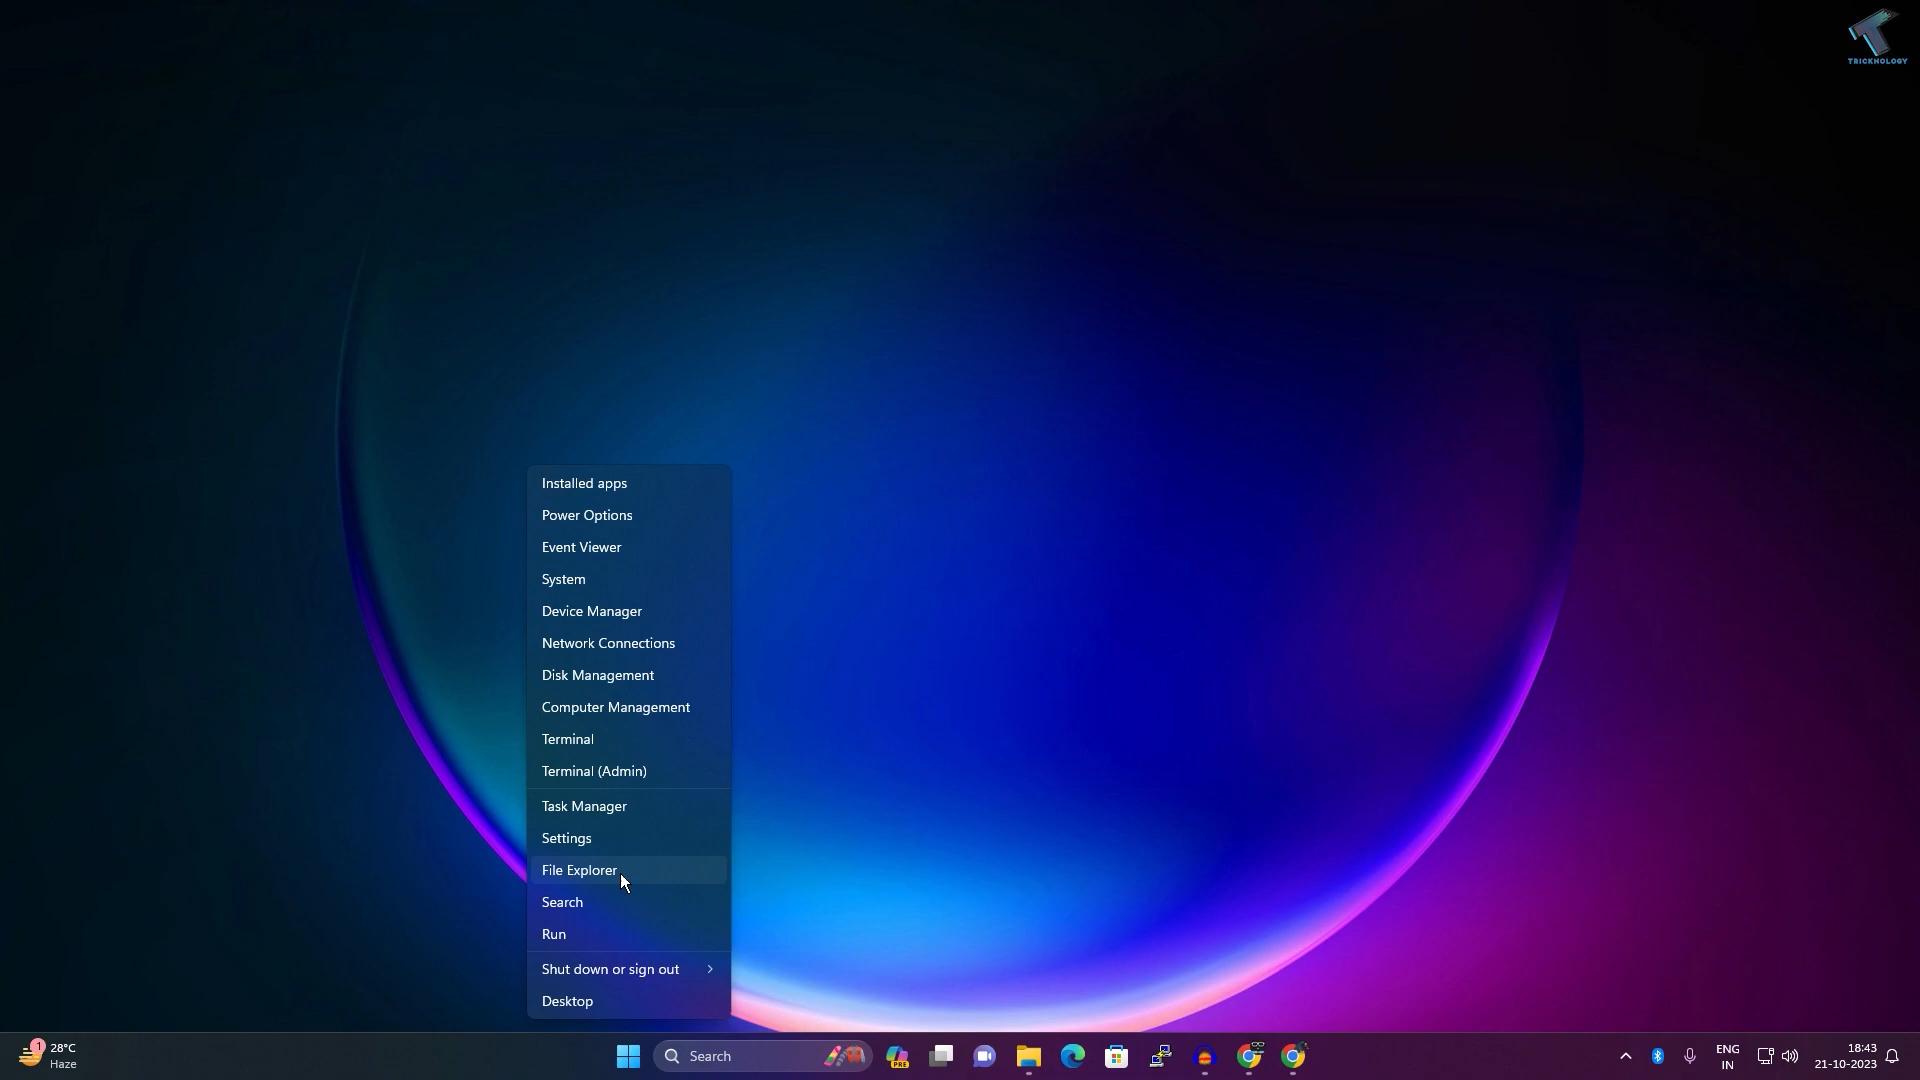 TRICKNOLOGY
Installed apps
Power Options
Event Viewer
System
Device Manager
Network Connections
Disk Management
Computer Management
Terminal
Terminal (Admin)
Task Manager
Settings
File Explorer
Search
Run
Shut down or sign out
Desktop
1
28°C
Haze
Search
PRE
ENG
IN
18:43
21-10-2023